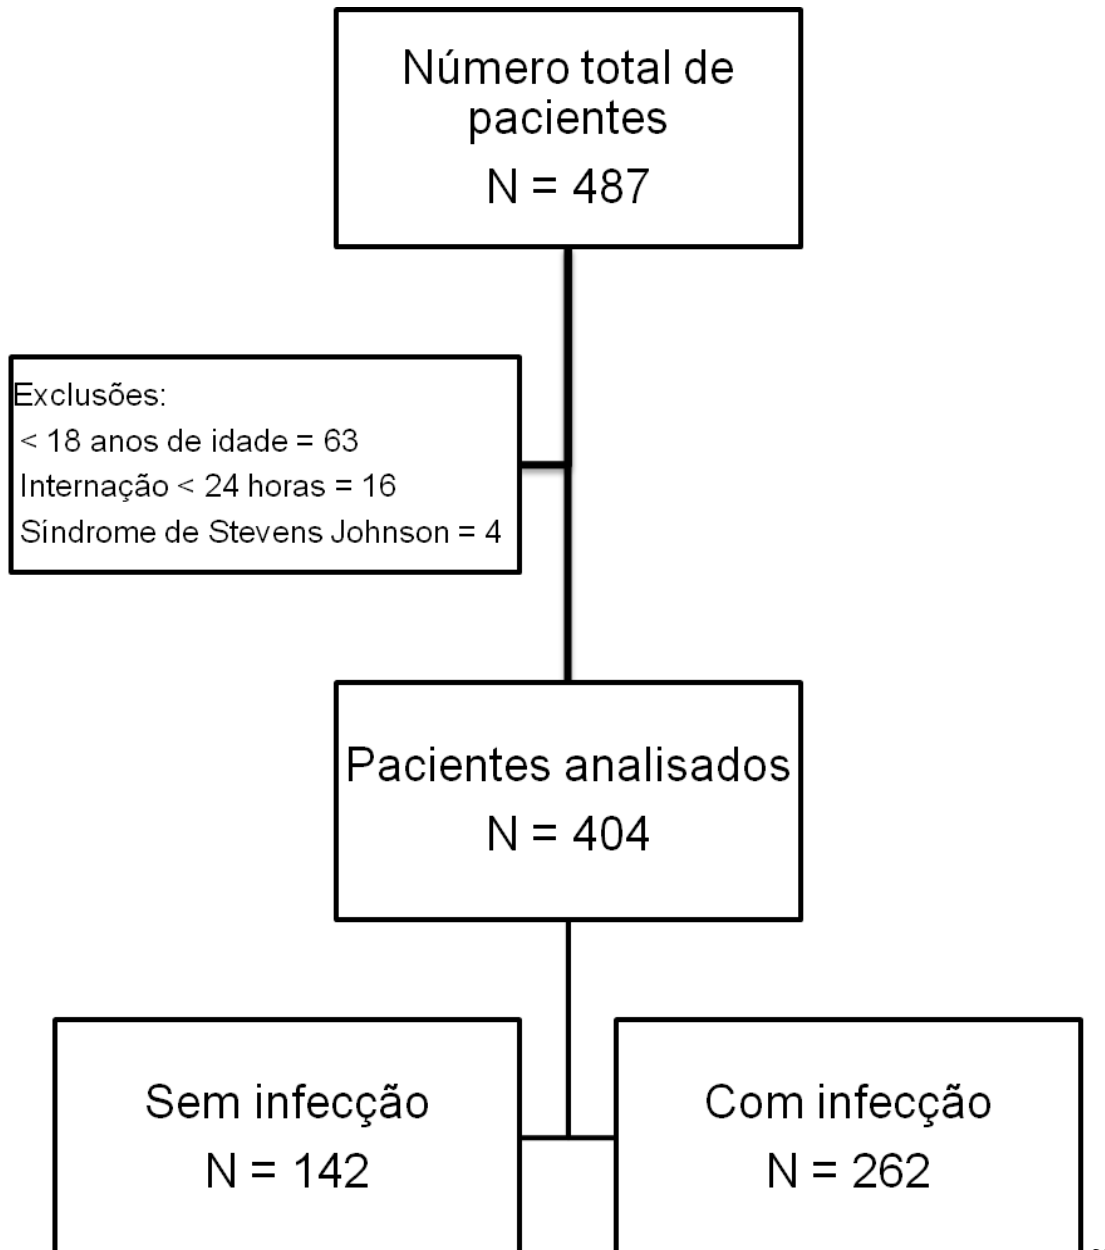 Número total de
pacientes
N = 487
Exclusões:
< 18 anos de idade = 63
Internação < 24 horas = 16
Síndrome de Stevens Johnson = 4
Pacientes analisados
N = 404
Sem infecção
N = 142
Com infecção
N = 262